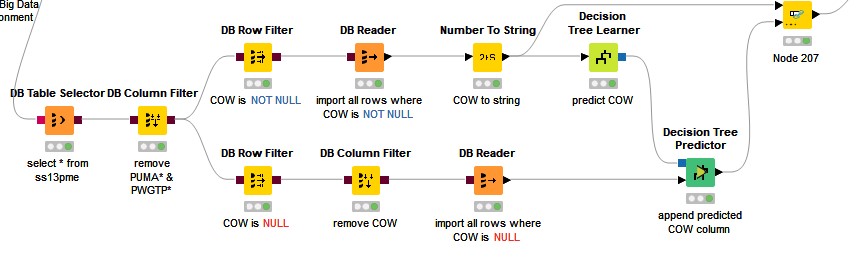 Big Data
onment
DB Row Filter
COW is NOT NULL
DB Reader
import all rows where
COW is NOT NULL
Number To String
2›S
COW to string
Decision
Tree Learner
predict COW
Node 207
DB Table Selector
select * from
ss13pme
DB Column Filter
remove
PUMA* &
PWGTP*
DB Row Filter
COW is NULL
DB Column Filter
remove COW
DB Reader
import all rows where
COW is NULL
Decision Tree
Predictor
append predicted
COW column